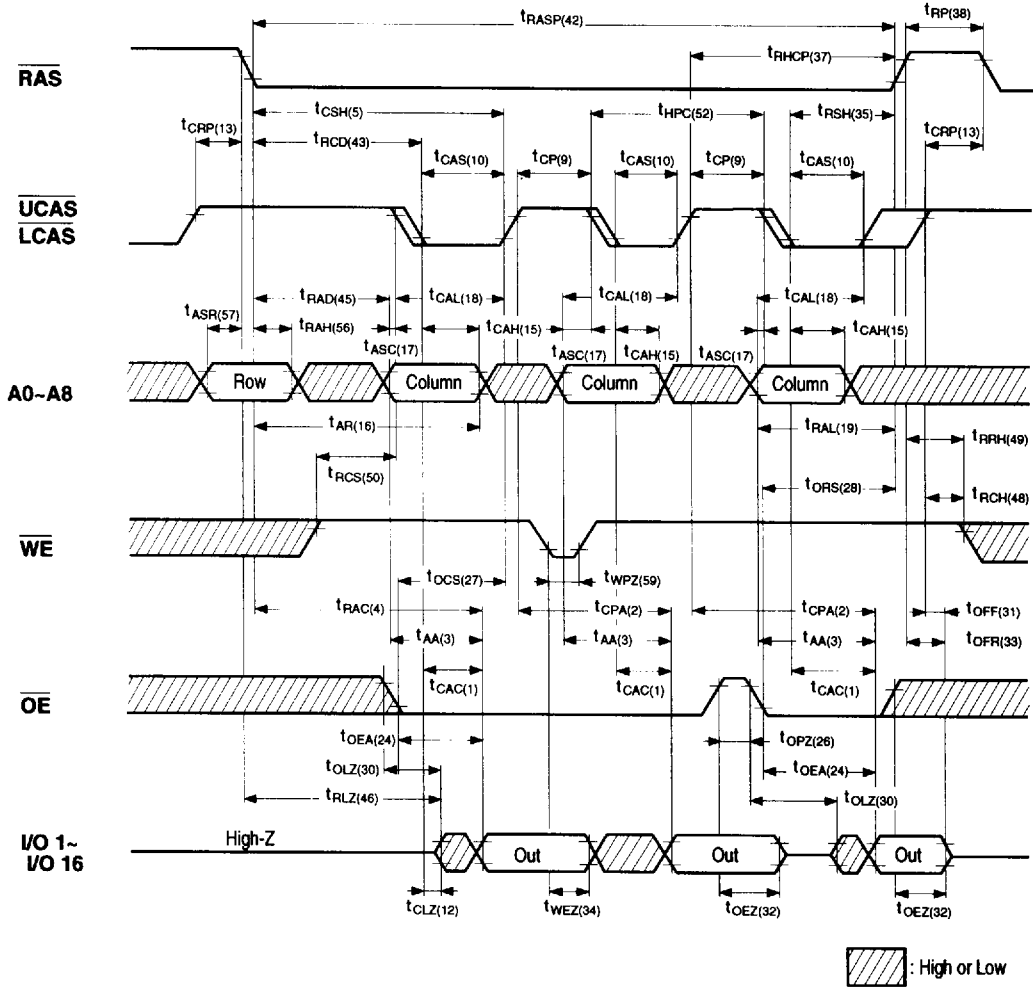 tRASP(42)
tRP(38)
RAS
tRHCP(37)
tCSH(5)
tHPC(52)
tRSH(35)
tCRP(13)
tRCD(43)
tCRP(13)
tCAS(10)
tCP(9)
tCAS(10)
tCP(9)
tCAS(10)
UCAS
LCAS
tRAD(45)
tCAL(18)
tCAL(18)
tCAL(18)
tASR(57)
tRAH(56)
tCAH(15)
tCAH(15)
tASC(17)
tASC(17)
tCAH(15)
tASC(17)
A0~A8
Row
Column
Column
Column
tAR(16)
tRAL(19)
tRRH(49)
tRCS(50)
tORS(28)
tRCH(48)
WE
tOCS(27)
tWPZ(59)
tRAC(4)
tCPA(2)
tCPA(2)
tOFF(31)
tAA(3)
tAA(3)
tAA(3)
tOFR(33)
tCAC(1)
tCAC(1)
tCAC(1)
OE
tOEA(24)
tOPZ(26)
tOLZ(30)
tOEA(24)
tRLZ(46)
tOLZ(30)
I/O 1~
I/O 16
High-Z
Out
Out
Out
tCLZ(12)
tWEZ(34)
tOEZ(32)
tOEZ(32)
: High or Low